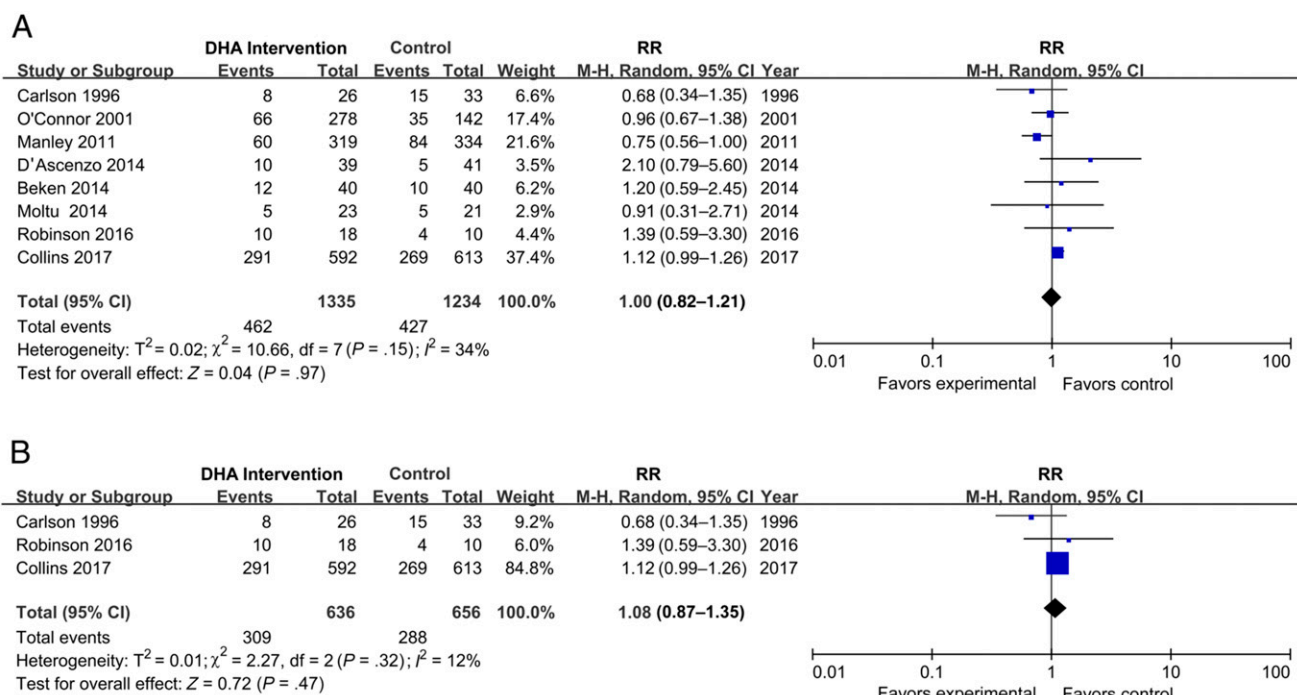 A
DHA Intervention Control RR RR
Study or Subgroup Events Total Events Total Weight M-H, Random, 95% CI Year M-H, Random, 95% CI
Carlson 1996 8 26 15 33 6.6% 0.68 (0.34–1.35) 1996
O'Connor 2001 66 278 35 142 17.4% 0.96 (0.67–1.38) 2001
Manley 2011 60 319 84 334 21.6% 0.75 (0.56–1.00) 2011
D'Ascenzo 2014 10 39 5 41 3.5% 2.10 (0.79–5.60) 2014
Beken 2014 12 40 10 40 6.2% 1.20 (0.59–2.45) 2014
Moltu 2014 5 23 5 21 2.9% 0.91 (0.31–2.71) 2014
Robinson 2016 10 18 4 10 4.4% 1.39 (0.59–3.30) 2016
Collins 2017 291 592 269 613 37.4% 1.12 (0.99–1.26) 2017
Total (95% CI) 1335 1234 100.0% 1.00 (0.82–1.21)
Total events 462 427
Heterogeneity: T² = 0.02; χ² = 10.66, df = 7 (P = .15); I² = 34%
Test for overall effect: Z = 0.04 (P = .97)
0.01 0.1 1 10 100
Favors experimental Favors control
B
DHA Intervention Control RR RR
Study or Subgroup Events Total Events Total Weight M-H, Random, 95% CI Year M-H, Random, 95% CI
Carlson 1996 8 26 15 33 9.2% 0.68 (0.34–1.35) 1996
Robinson 2016 10 18 4 10 6.0% 1.39 (0.59–3.30) 2016
Collins 2017 291 592 269 613 84.8% 1.12 (0.99–1.26) 2017
Total (95% CI) 636 656 100.0% 1.08 (0.87–1.35)
Total events 309 288
Heterogeneity: T² = 0.01; χ² = 2.27, df = 2 (P = .32); I² = 12%
Test for overall effect: Z = 0.72 (P = .47)
0.01 0.1 1 10 100
Favors experimental Favors control